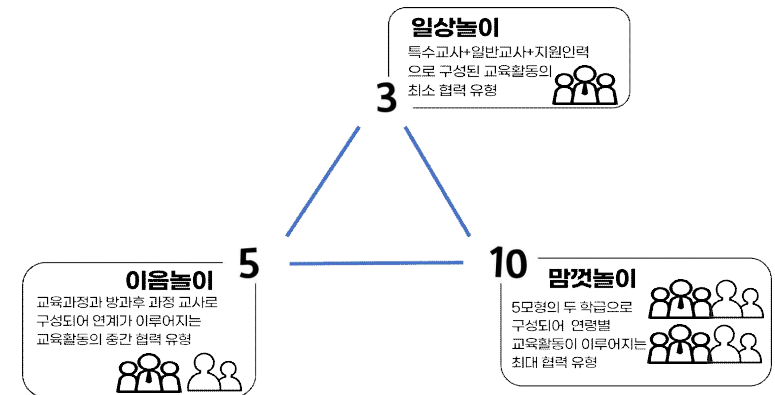 일상놀이
특수교사+일반교사+지원인력
으로 구성된 교육활동의
최소 협력 유형
3
5
이음놀이
교육과정과 방과후 과정 교사로
구성되어 연계가 이루어지는
교육활동의 중간 협력 유형
10
맘껏놀이
5모형의 두 학급으로
구성되어 연령별
교육활동이 이루어지는
최대 협력 유형